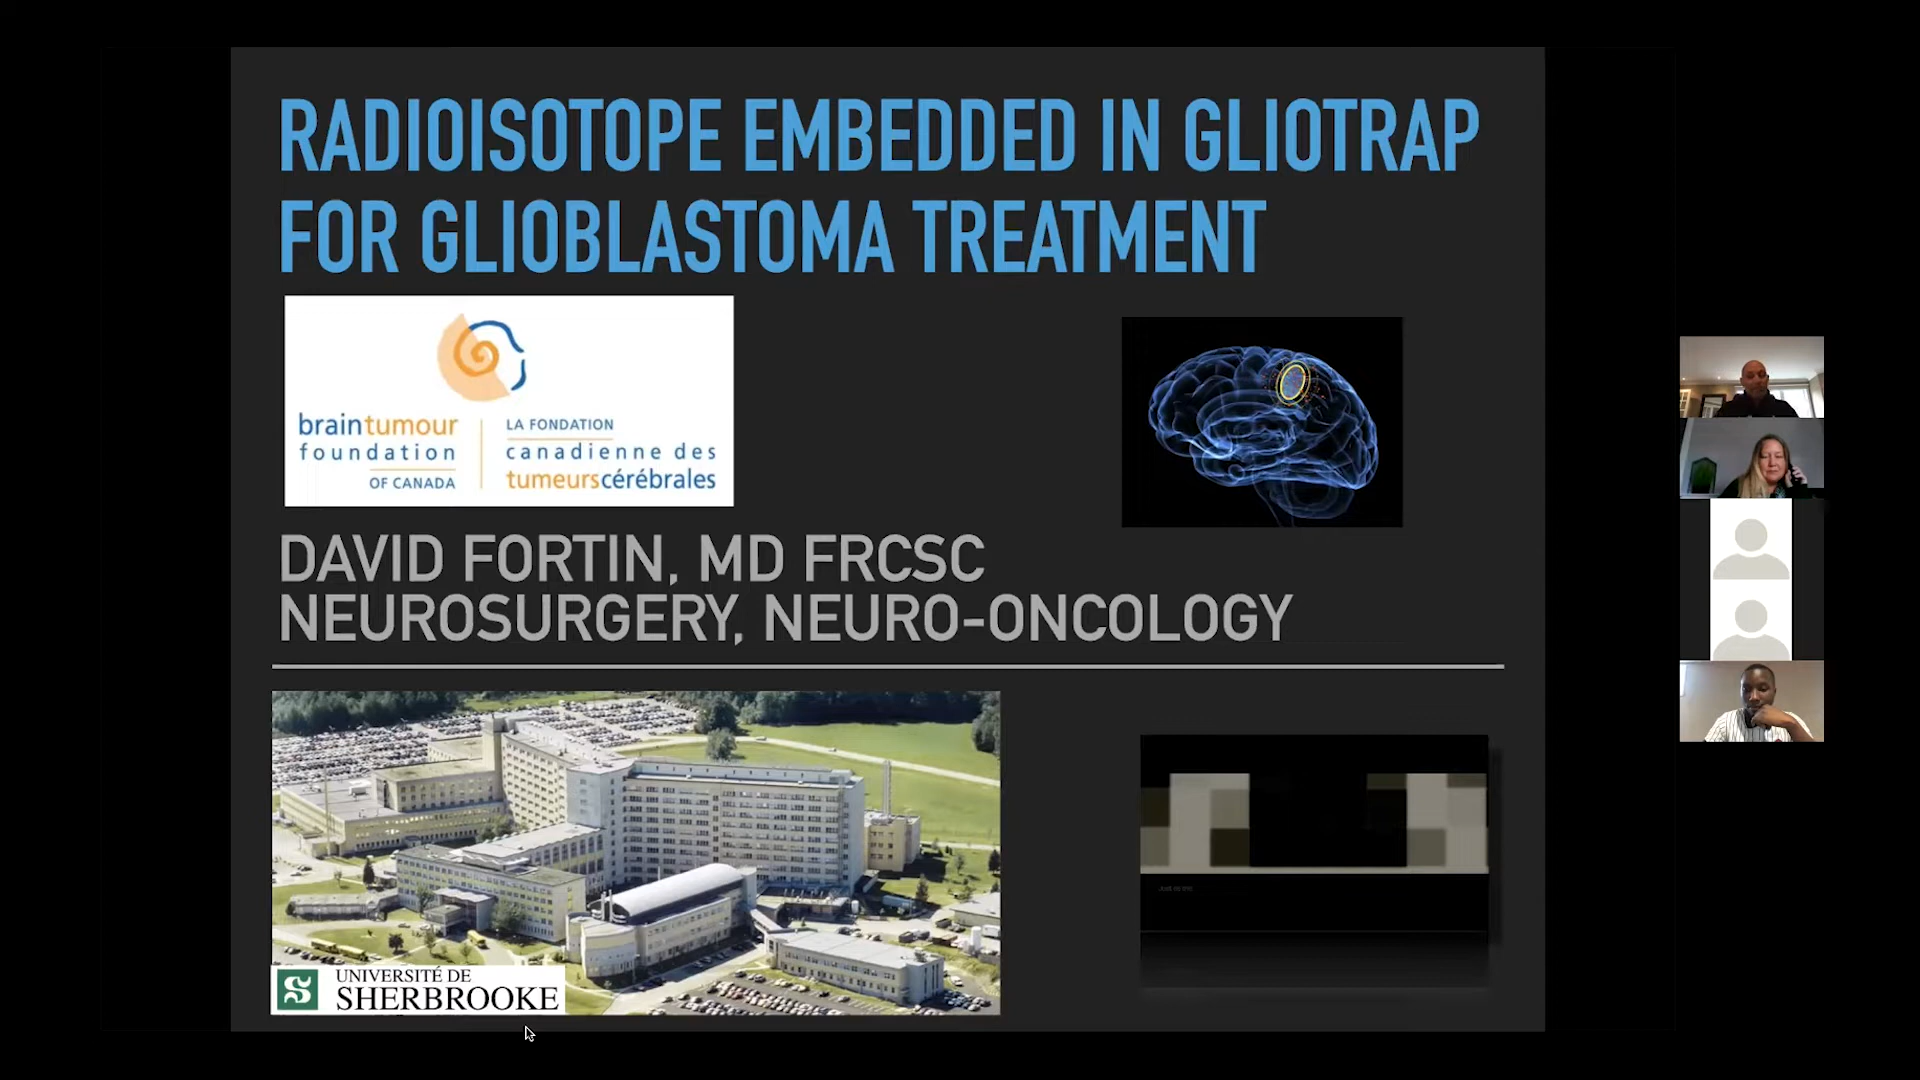 RADIOISOTOPE EMBEDDED IN GLIOTRAP
FOR GLIOBLASTOMA TREATMENT
braintumour
foundation
OF CANADA
LA FONDATION
canadienne des
tumeurscérébrales
DAVID FORTIN, MD FRCSC
NEUROSURGERY, NEURO-ONCOLOGY
UNIVERSITÉ DE
SHERBROOKE